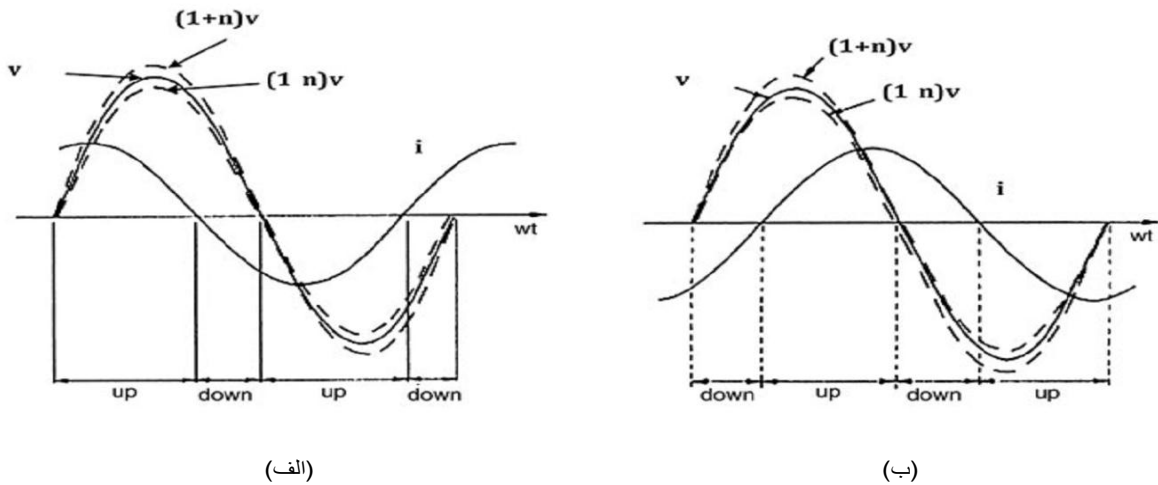 (1+n)v
v
(1 n)v
i
wt
up
down
up
down
(الف)
(1+n)v
v
(1 n)v
i
wt
down
up
down
up
(ب)